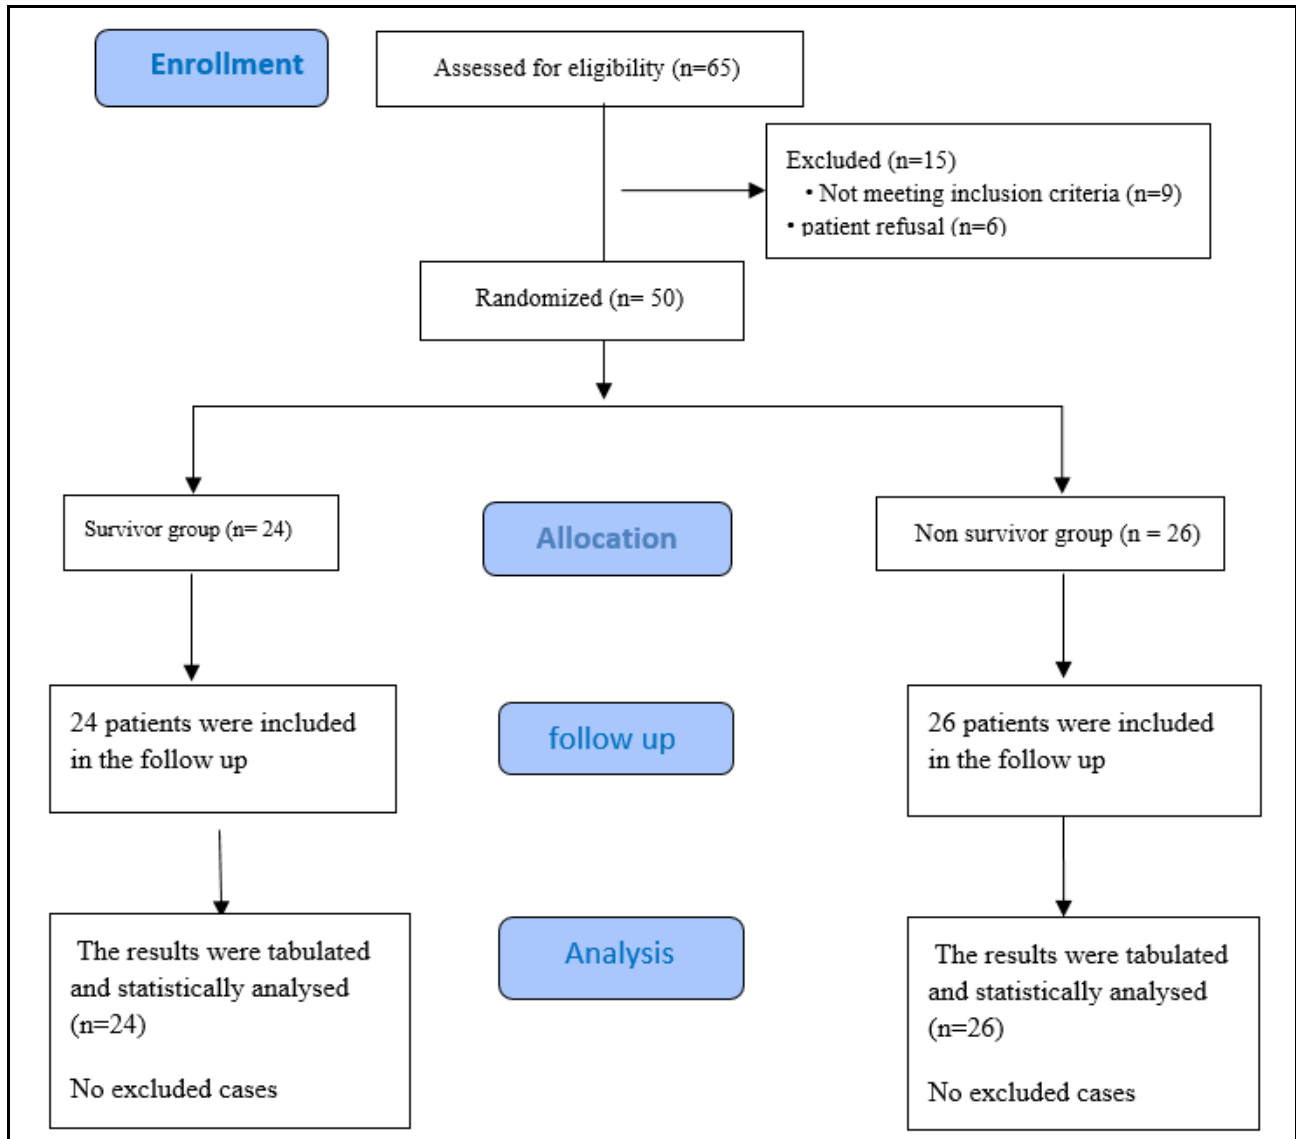 Enrollment
Assessed for eligibility (n=65)
Excluded (n=15)
• Not meeting inclusion criteria (n=9)
• patient refusal (n=6)
Randomized (n= 50)
Survivor group (n= 24)
Allocation
Non survivor group (n = 26)
24 patients were included
in the follow up
follow up
26 patients were included
in the follow up
The results were tabulated
and statistically analysed
(n=24)
No excluded cases
Analysis
The results were tabulated
and statistically analysed
(n=26)
No excluded cases